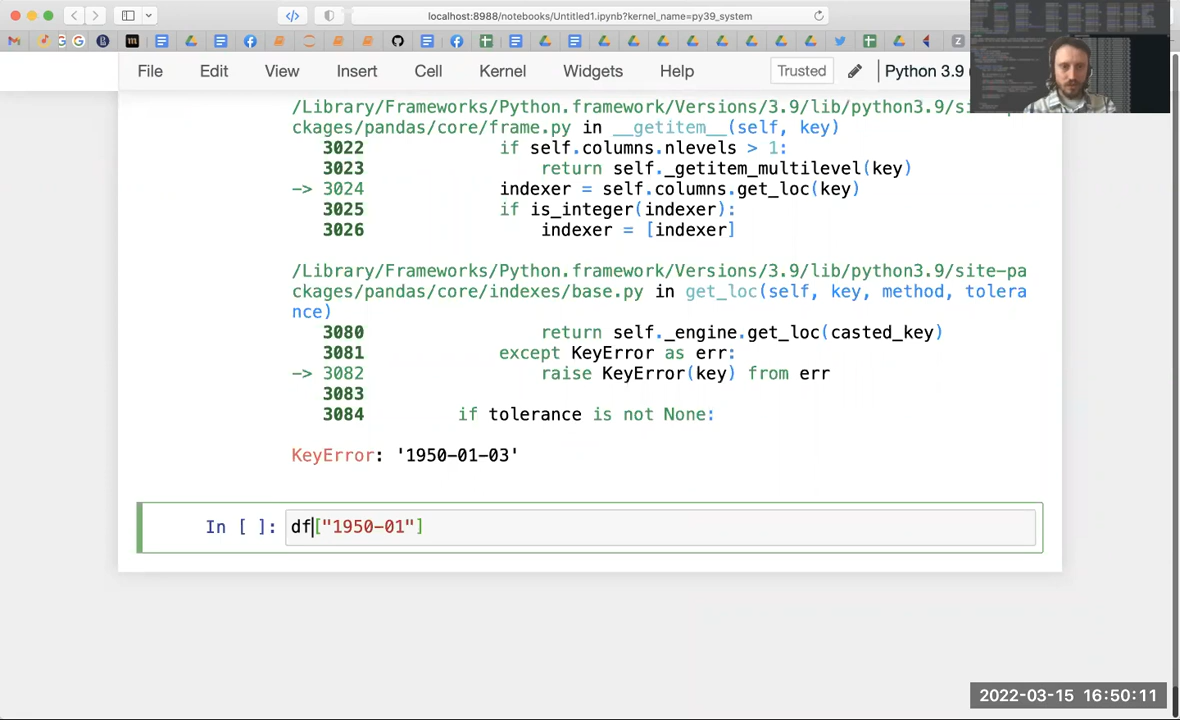 localhost:8988/notebooks/Untitled1.ipynb?kernel_name=py39_system
File Edit View Insert Cell Kernel Widgets Help Trusted Python 3.9
/Library/Frameworks/Python.framework/Versions/3.9/lib/python3.9/site-p
ckages/pandas/core/frame.py in __getitem__(self, key)
3022 if self.columns.nlevels > 1:
3023 return self._getitem_multilevel(key)
-> 3024 indexer = self.columns.get_loc(key)
3025 if is_integer(indexer):
3026 indexer = [indexer]
/Library/Frameworks/Python.framework/Versions/3.9/lib/python3.9/site-pa
ckages/pandas/core/indexes/base.py in get_loc(self, key, method, tolera
nce)
3080 return self._engine.get_loc(casted_key)
3081 except KeyError as err:
-> 3082 raise KeyError(key) from err
3083
3084 if tolerance is not None:
KeyError: '1950-01-03'
In [ ]: df["1950-01"]
2022-03-15 16:50:11